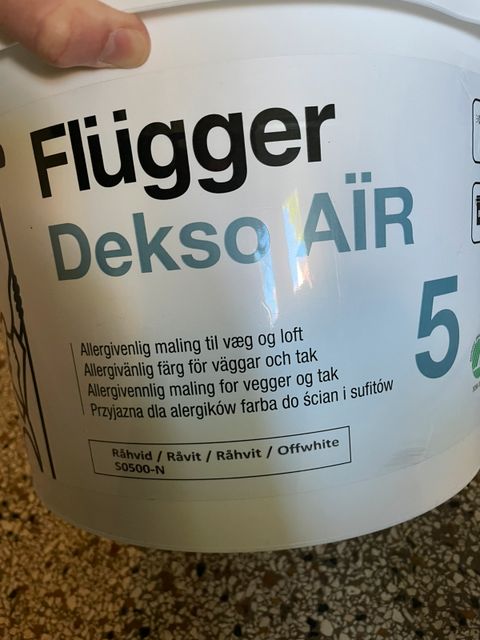 Flügger
Dekso AÏR
5
Allergivenlig maling til væg og loft
Allergivänlig färg för väggar och tak
Allergivennlig maling for vegger og tak
Przyjazna dla alergików farba do ścian i sufitów
Råhvid / Råvit / Råhvit / Offwhite
S0500-N